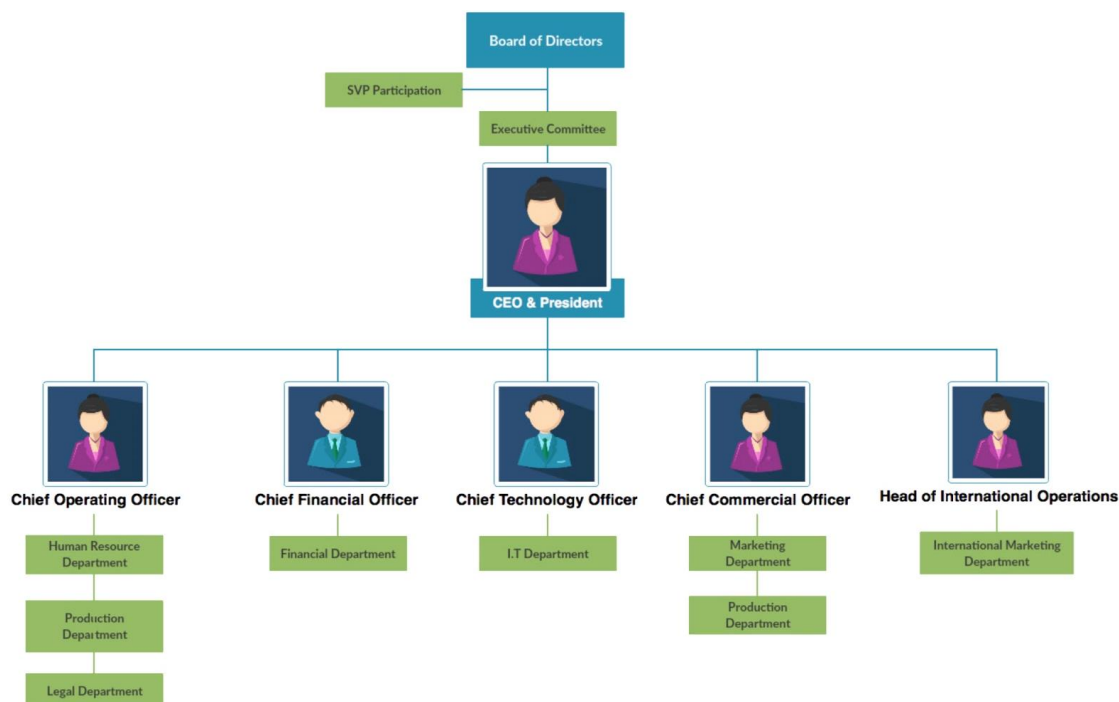 Board of Directors
SVP Participation
Executive Committee
CEO & President
Chief Operating Officer
Chief Financial Officer
Chief Technology Officer
Chief Commercial Officer
Head of International Operations
Human Resource
Department
Financial Department
I.T Department
Marketing
Department
International Marketing
Department
Production
Department
Production
Department
Legal Department